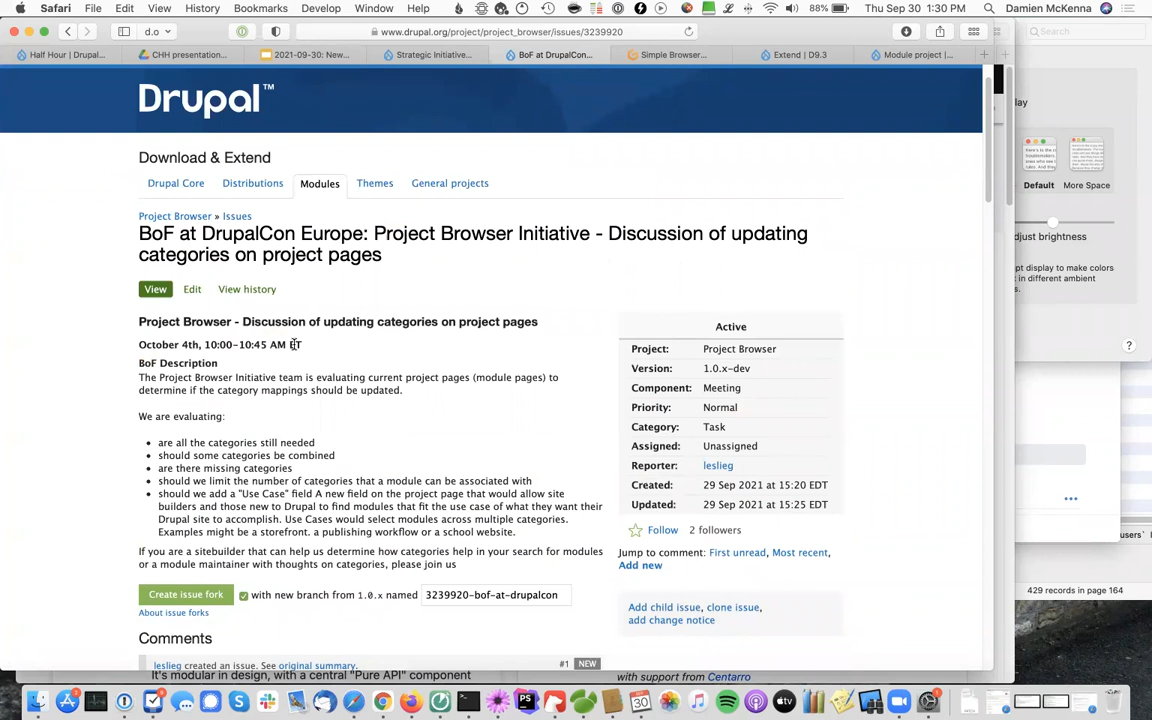 Safari File Edit View History Bookmarks Develop Window Help 88% Thu Sep 30 1:30 PM Damien McKenna
d.o www.drupal.org/project/project_browser/issues/3239920 Search
Half Hour | Drupal... CHH presentation... 2021-09-30: New... Strategic Initiative... BoF at DrupalCon... Simple Browser... Extend | D9.3 Module project |...
Drupal™
Download & Extend
Drupal Core Distributions Modules Themes General projects
Project Browser » Issues
BoF at DrupalCon Europe: Project Browser Initiative - Discussion of updating
categories on project pages
View Edit View history
Project Browser - Discussion of updating categories on project pages
October 4th, 10:00-10:45 AM
BoF Description
The Project Browser Initiative team is evaluating current project pages (module pages) to
determine if the category mappings should be updated.
We are evaluating:
• are all the categories still needed
• should some categories be combined
• are there missing categories
• should we limit the number of categories that a module can be associated with
• should we add a "Use Case" field A new field on the project page that would allow site
builders and those new to Drupal to find modules that fit the use case of what they want their
Drupal site to accomplish. Use Cases would select modules across multiple categories.
Examples might be a storefront. a publishing workflow or a school website.
If you are a sitebuilder that can help us determine how categories help in your search for modules
or a module maintainer with thoughts on categories, please join us
Create issue fork with new branch from 1.0.x named 3239920-bof-at-drupalcon
About issue forks
Comments
leslieg created an issue. See original summary. #1 NEW
It's modular in design, with a central "Pure API" component
Active
Project: Project Browser
Version: 1.0.x-dev
Component: Meeting
Priority: Normal
Category: Task
Assigned: Unassigned
Reporter: leslieg
Created: 29 Sep 2021 at 15:20 EDT
Updated: 29 Sep 2021 at 15:25 EDT
Follow 2 followers
Jump to comment: First unread, Most recent,
Add new
Add child issue, clone issue,
add change notice
with support from Centarro
lay
Default More Space
djust brightness
pt display to make colors
t in different ambient
s.
?
users`
429 records in page 164